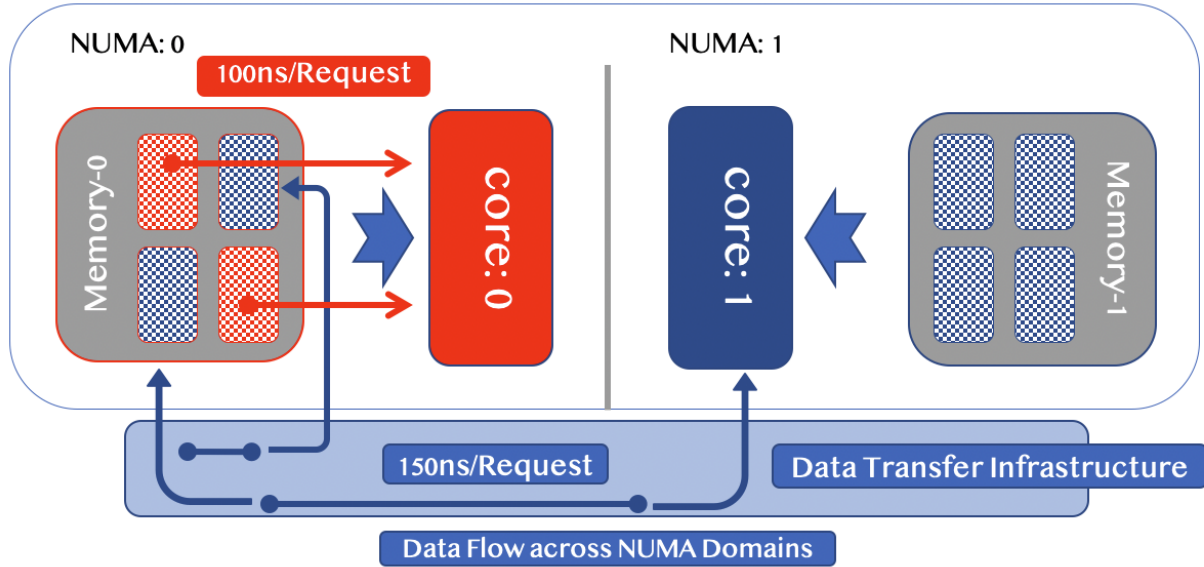 NUMA: 0
NUMA: 1
100ns/Request
Memory-0
core: 0
core: 1
Memory-1
150ns/Request
Data Transfer Infrastructure
Data Flow across NUMA Domains